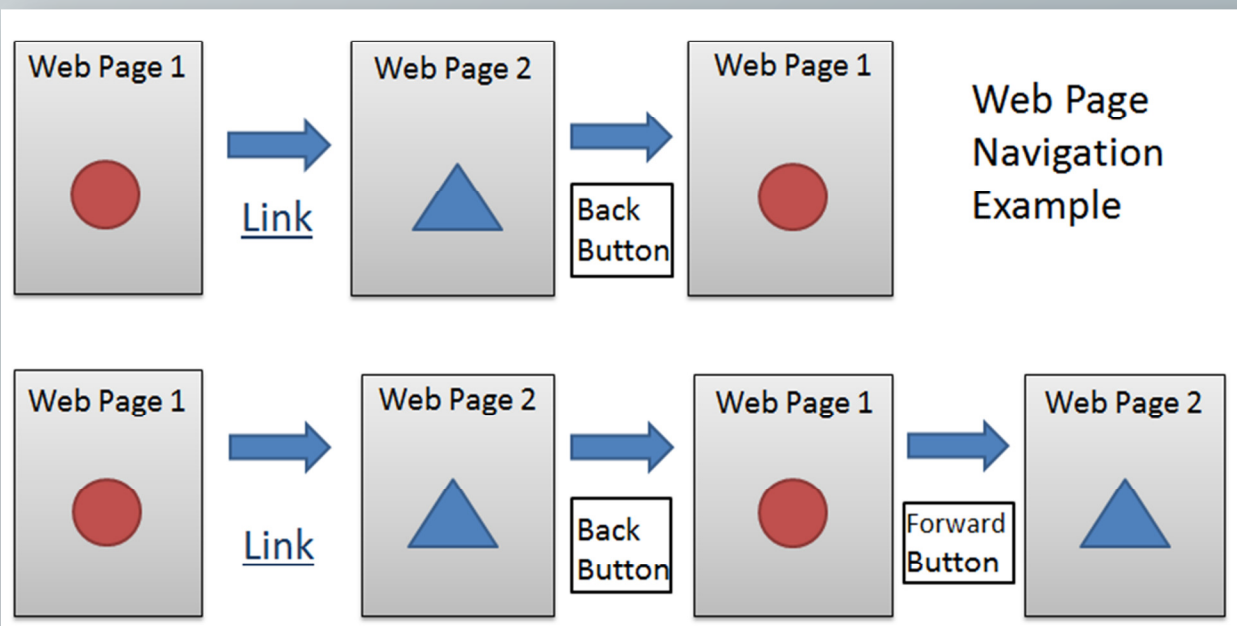 Web Page 1
Web Page 2
Web Page 1
Web Page
Navigation
Example
Link
Back
Button
Web Page 1
Web Page 2
Web Page 1
Web Page 2
Link
Back
Button
Forward
Button